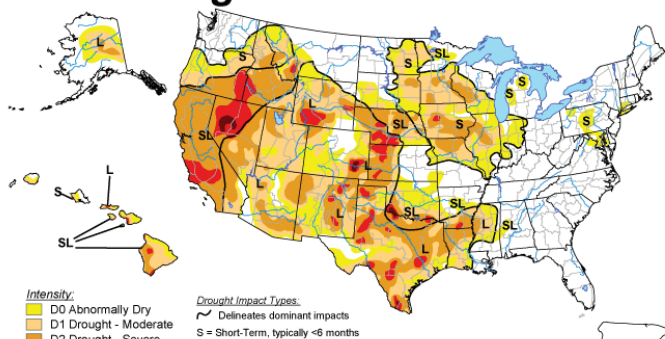 L
S
SL
S
S
S
L
SL
S
SL
S
L
L
L
SL
SL
L
L
SL
L
S
SL
Intensity:
D0 Abnormally Dry
D1 Drought - Moderate
Drought Impact Types:
Delineates dominant impacts
S = Short-Term, typically <6 months